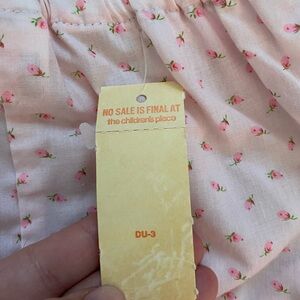 NO SALE IS FINAL AT
the children's place
DU-3